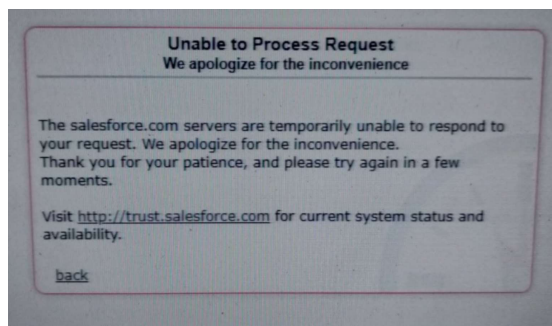 Unable to Process Request
We apologize for the inconvenience
The salesforce.com servers are temporarily unable to respond to
your request. We apologize for the inconvenience.
Thank you for your patience, and please try again in a few
moments.
Visit http://trust.salesforce.com for current system status and
availability.
back